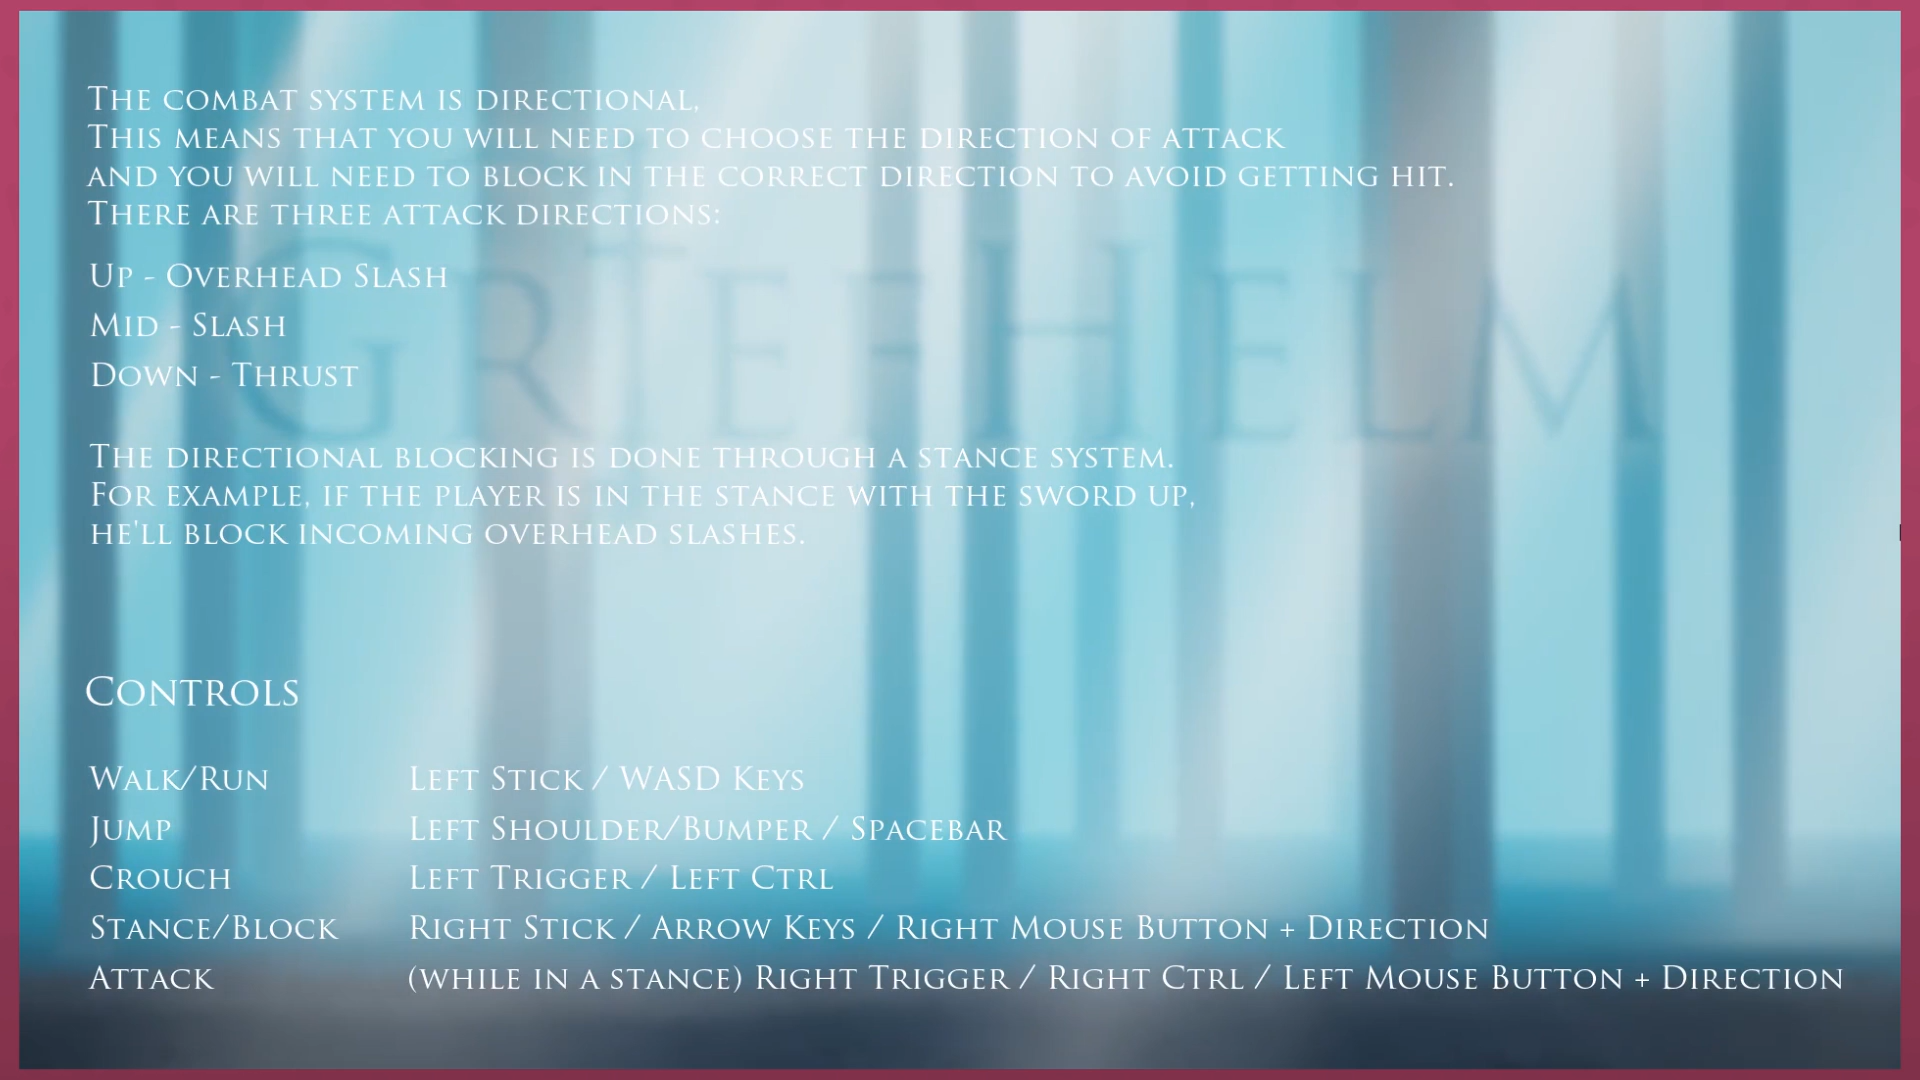 The combat system is directional,
This means that you will need to choose the direction of attack
and you will need to block in the correct direction to avoid getting hit.
There are three attack directions:
Up - Overhead Slash
Mid - Slash
Down - Thrust
GriefHelm
The directional blocking is done through a stance system.
For example, if the player is in the stance with the sword up,
he'll block incoming overhead slashes.
Controls
Walk/Run Left Stick / WASD Keys
Jump Left Shoulder/Bumper / Spacebar
Crouch Left Trigger / Left Ctrl
Stance/Block Right Stick / Arrow Keys / Right Mouse Button + Direction
Attack (while in a stance) Right Trigger / Right Ctrl / Left Mouse Button + Direction